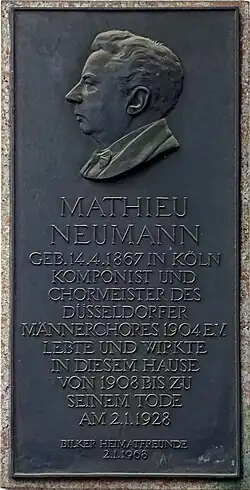 MATHIEU
NEUMANN
GEB. 14.4.1867 IN KÖLN
KOMPONIST UND
CHORMEISTER DES
DÜSSELDORFER
MÄNNERCHORES 1904 E.V.
LEBTE UND WIRKTE
IN DIESEM HAUSE
VON 1908 BIS ZU
SEINEM TODE
AM 2.1.1928
BILKER HEIMATFREUNDE
2.1.1968